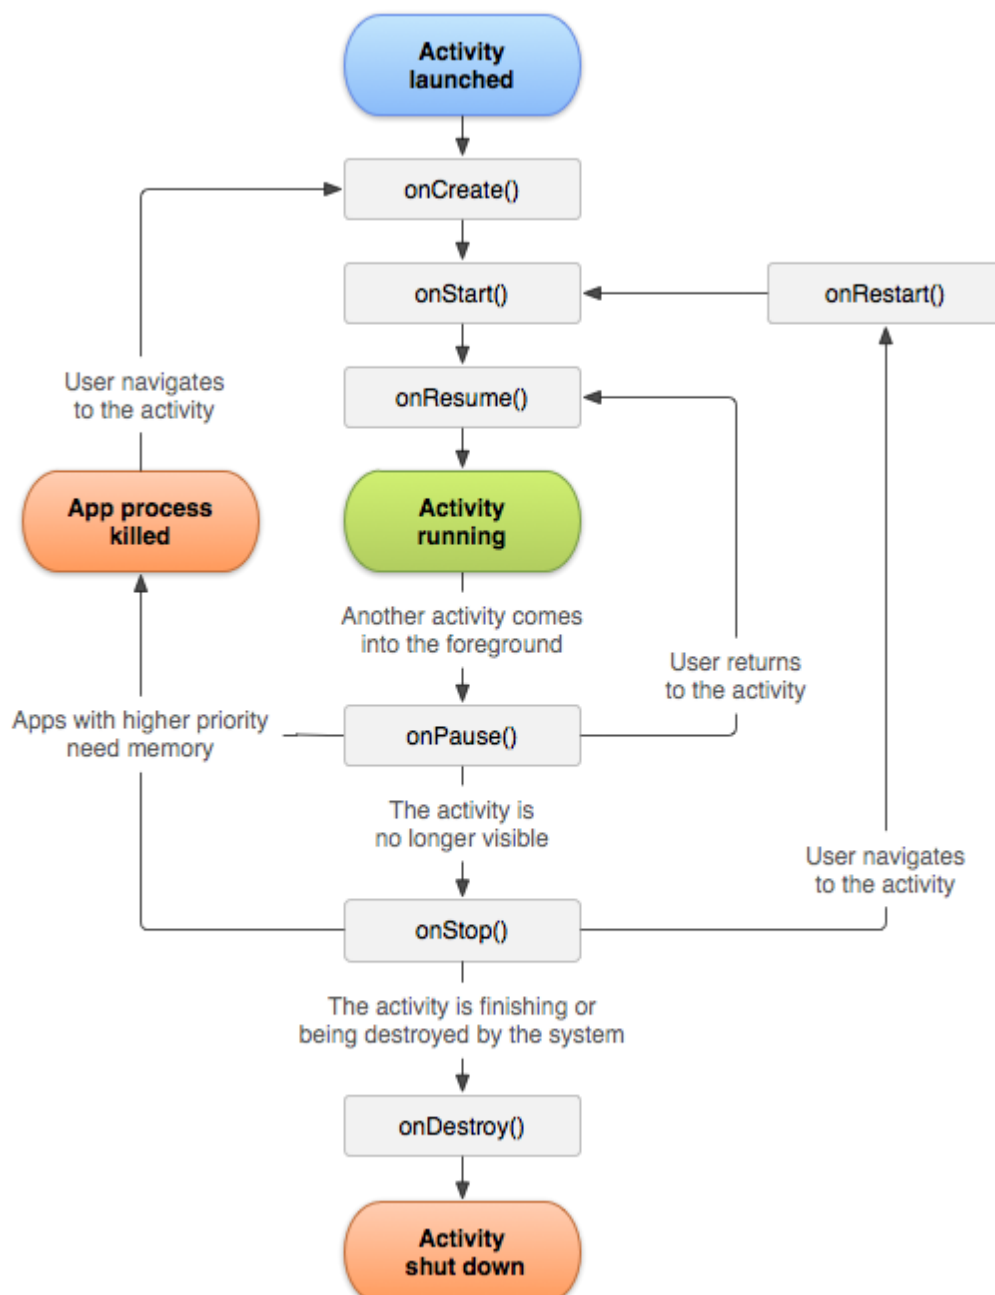 Activity
launched
onCreate()
onStart()
onRestart()
User navigates
to the activity
onResume()
App process
killed
Activity
running
Another activity comes
into the foreground
User returns
to the activity
Apps with higher priority
need memory
onPause()
The activity is
no longer visible
User navigates
to the activity
onStop()
The activity is finishing or
being destroyed by the system
onDestroy()
Activity
shut down